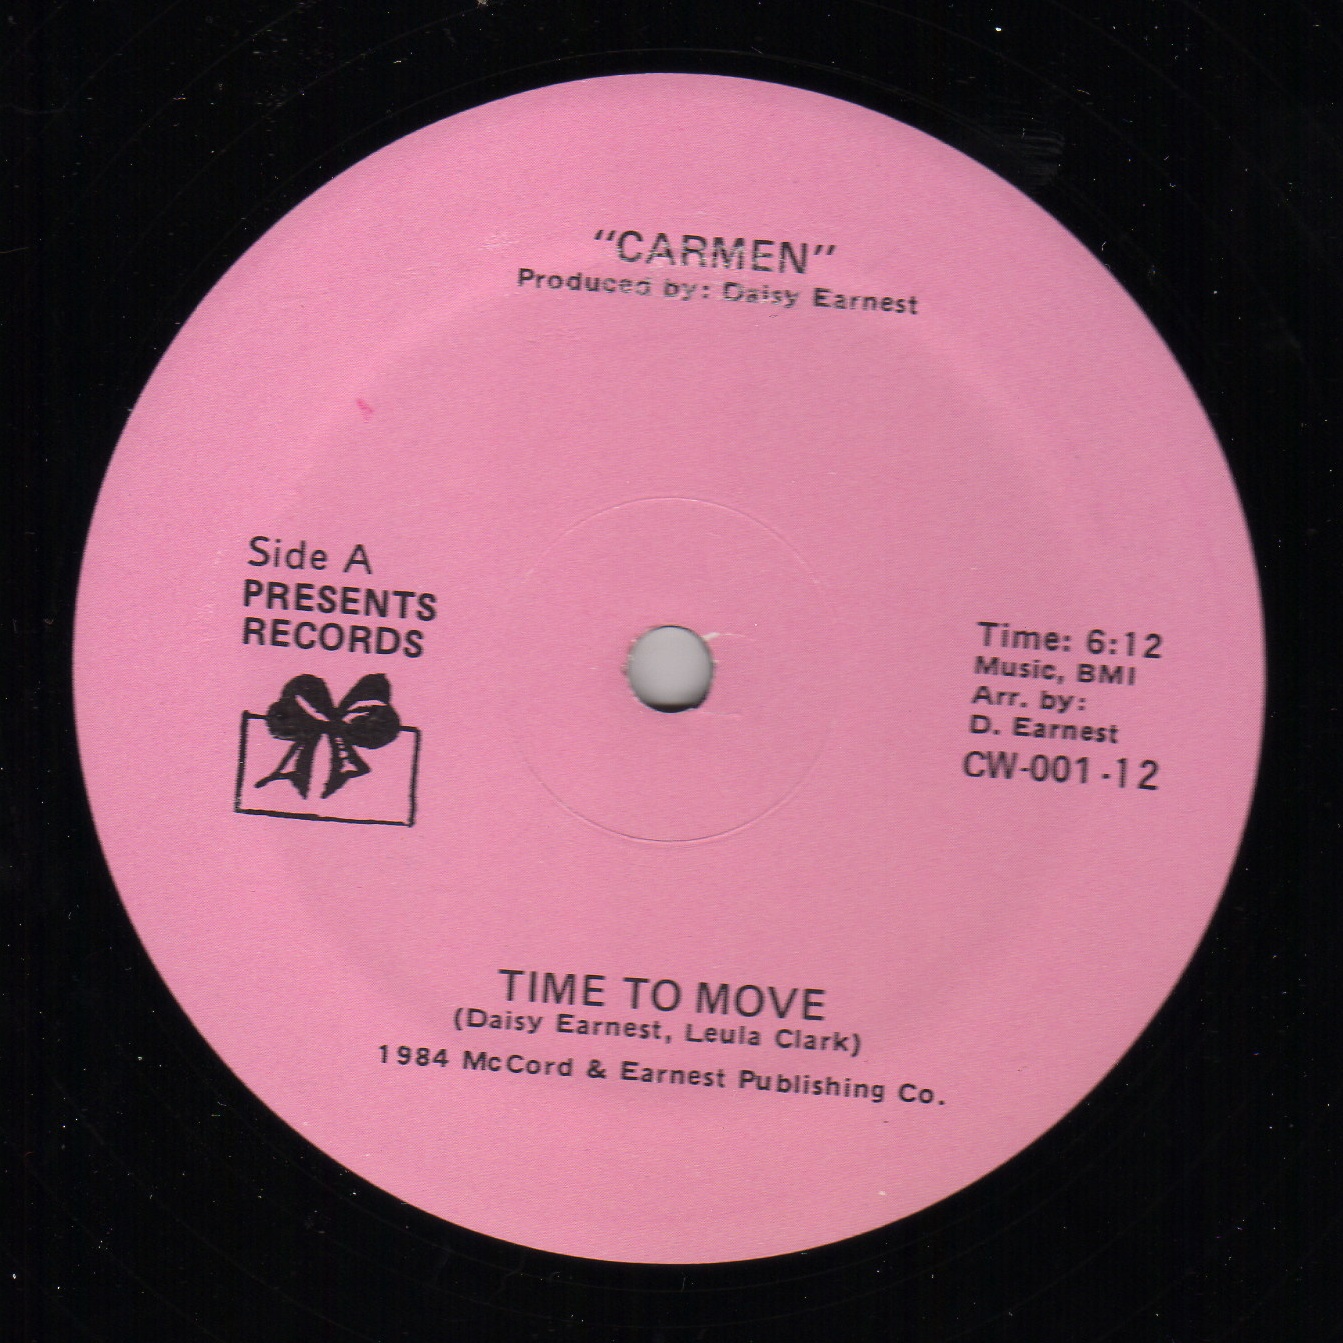 "CARMEN"
Produced by: Daisy Earnest
Side A
PRESENTS
RECORDS
Time: 6:12
Music, BMI
Arr. by:
D. Earnest
CW-001-12
TIME TO MOVE
(Daisy Earnest, Leula Clark)
1984 McCord & Earnest Publishing Co.